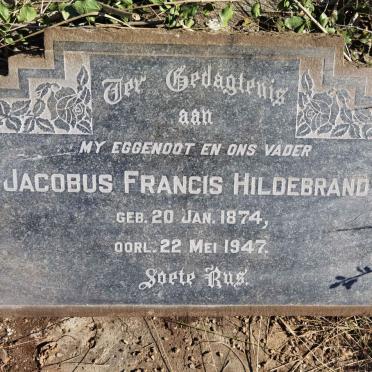 Ter Gedagtenis
aan
MY EGGENOOT EN ONS VADER
JACOBUS FRANCIS HILDEBRAND
GEB. 20 JAN. 1874,
OORL. 22 MEI 1947.
Soete Rus.